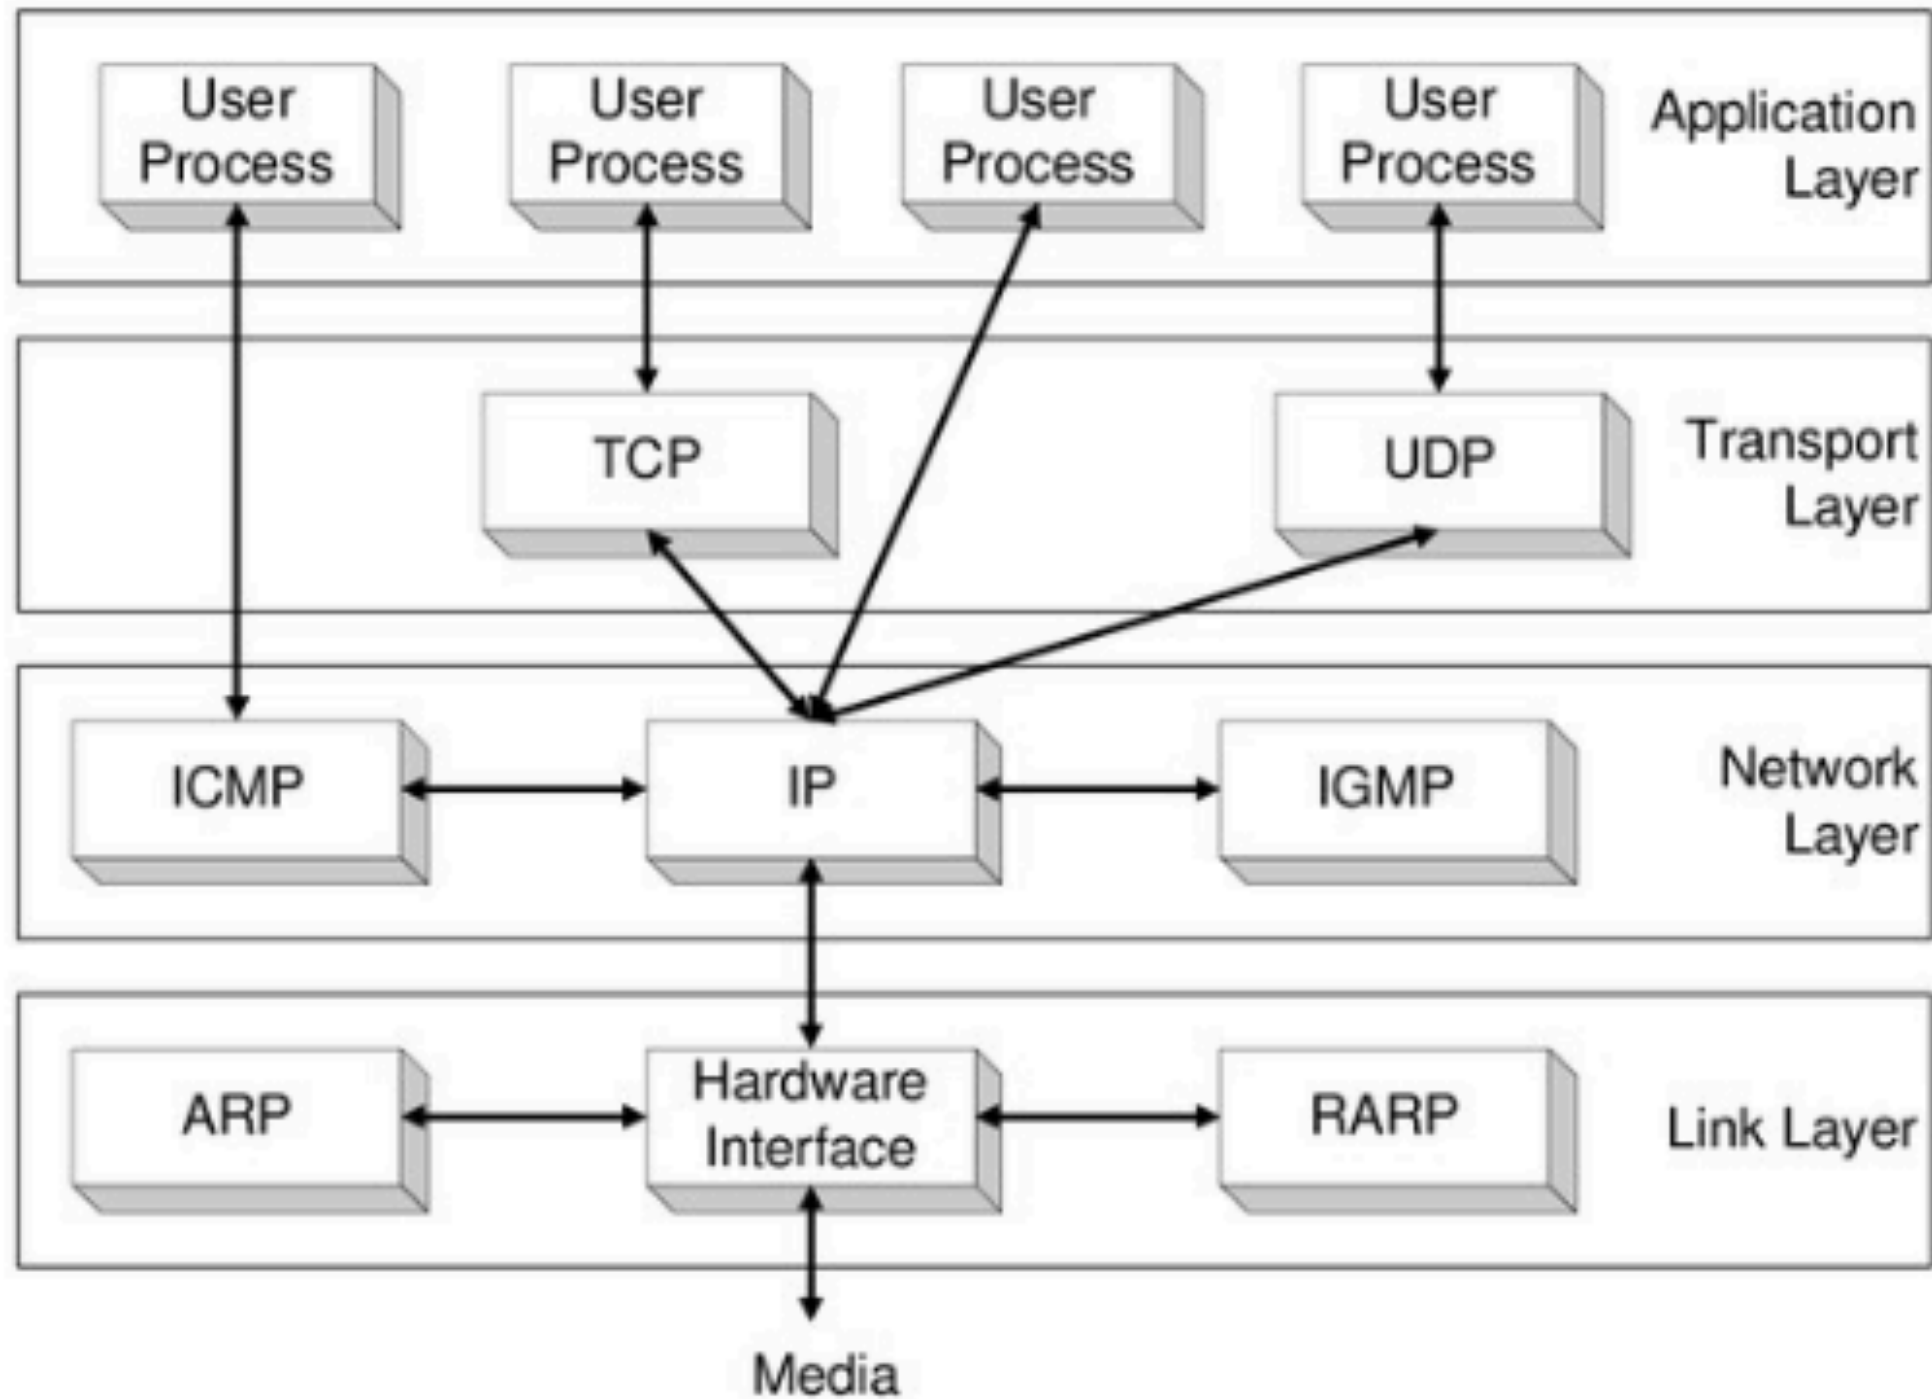 User
Process
User
Process
User
Process
User
Process
Application
Layer
TCP
UDP
Transport
Layer
ICMP
IP
IGMP
Network
Layer
ARP
Hardware
Interface
RARP
Link Layer
Media